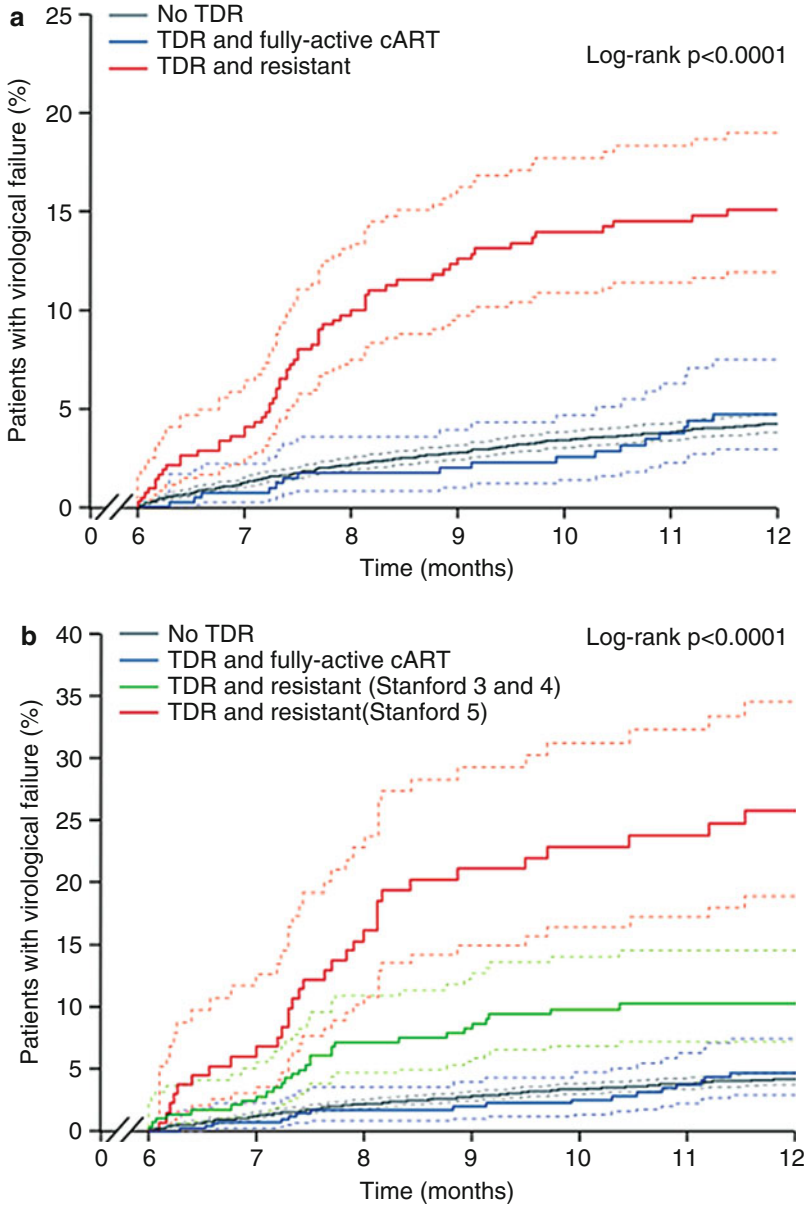 a
No TDR
TDR and fully-active cART
TDR and resistant
Log-rank p<0.0001
Patients with virological failure (%)
25
20
15
10
5
0
0 6 7 8 9 10 11 12
Time (months)
b
No TDR
TDR and fully-active cART
TDR and resistant (Stanford 3 and 4)
TDR and resistant(Stanford 5)
Log-rank p<0.0001
Patients with virological failure (%)
40
35
30
25
20
15
10
5
0
0 6 7 8 9 10 11 12
Time (months)